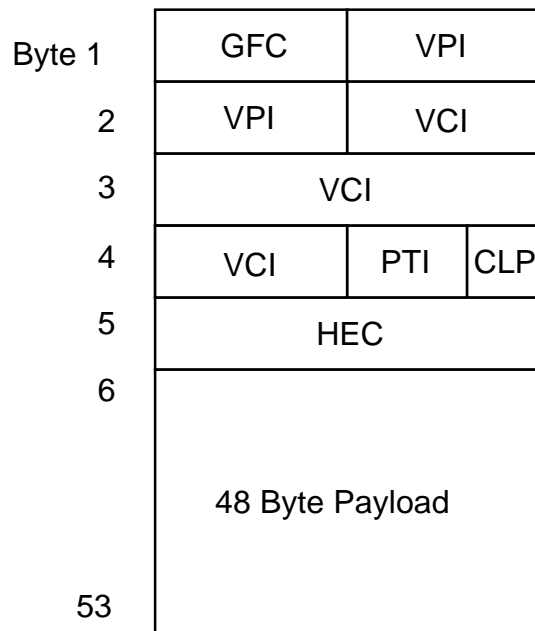 Byte 1 GFC VPI
2 VPI VCI
3 VCI
4 VCI PTI CLP
5 HEC
6
48 Byte Payload
53